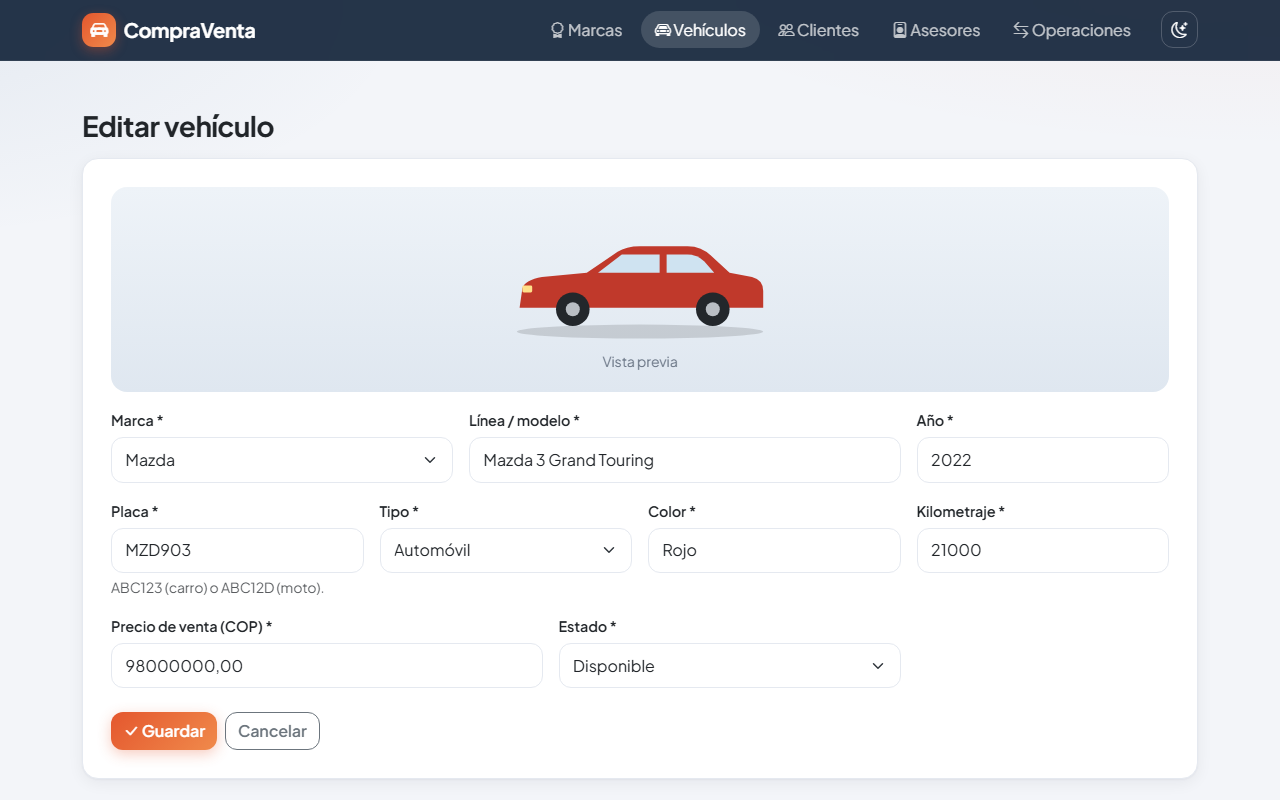 CompraVenta
Marcas
Vehículos
Clientes
Asesores
Operaciones
Editar vehículo
Vista previa
Marca *
Línea / modelo *
Año *
Mazda
Mazda 3 Grand Touring
2022
Placa *
Tipo *
Color *
Kilometraje *
MZD903
Automóvil
Rojo
21000
ABC123 (carro) o ABC12D (moto).
Precio de venta (COP) *
Estado *
98000000,00
Disponible
Guardar
Cancelar